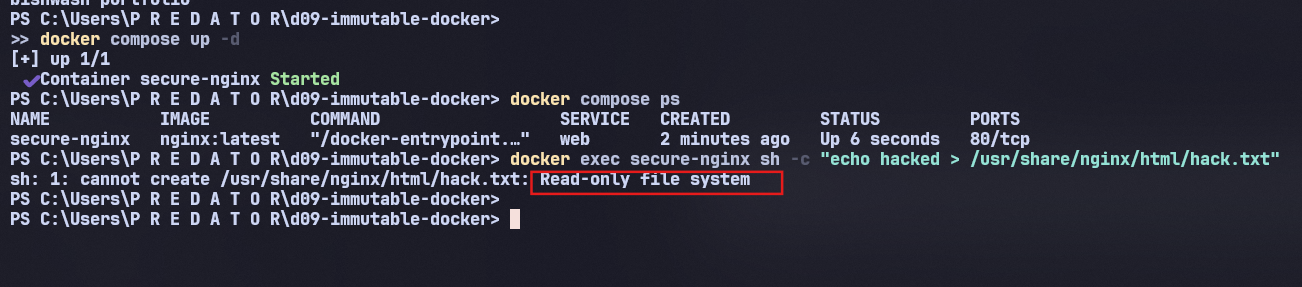 bishwash portfolio
PS C:\Users\P R E D A T O R\d09-immutable-docker>
>> docker compose up -d
[+] up 1/1
✔Container secure-nginx Started
PS C:\Users\P R E D A T O R\d09-immutable-docker> docker compose ps
NAME IMAGE COMMAND SERVICE CREATED STATUS PORTS
secure-nginx nginx:latest "/docker-entrypoint.…" web 2 minutes ago Up 6 seconds 80/tcp
PS C:\Users\P R E D A T O R\d09-immutable-docker> docker exec secure-nginx sh -c "echo hacked > /usr/share/nginx/html/hack.txt"
sh: 1: cannot create /usr/share/nginx/html/hack.txt: Read-only file system
PS C:\Users\P R E D A T O R\d09-immutable-docker>
PS C:\Users\P R E D A T O R\d09-immutable-docker>